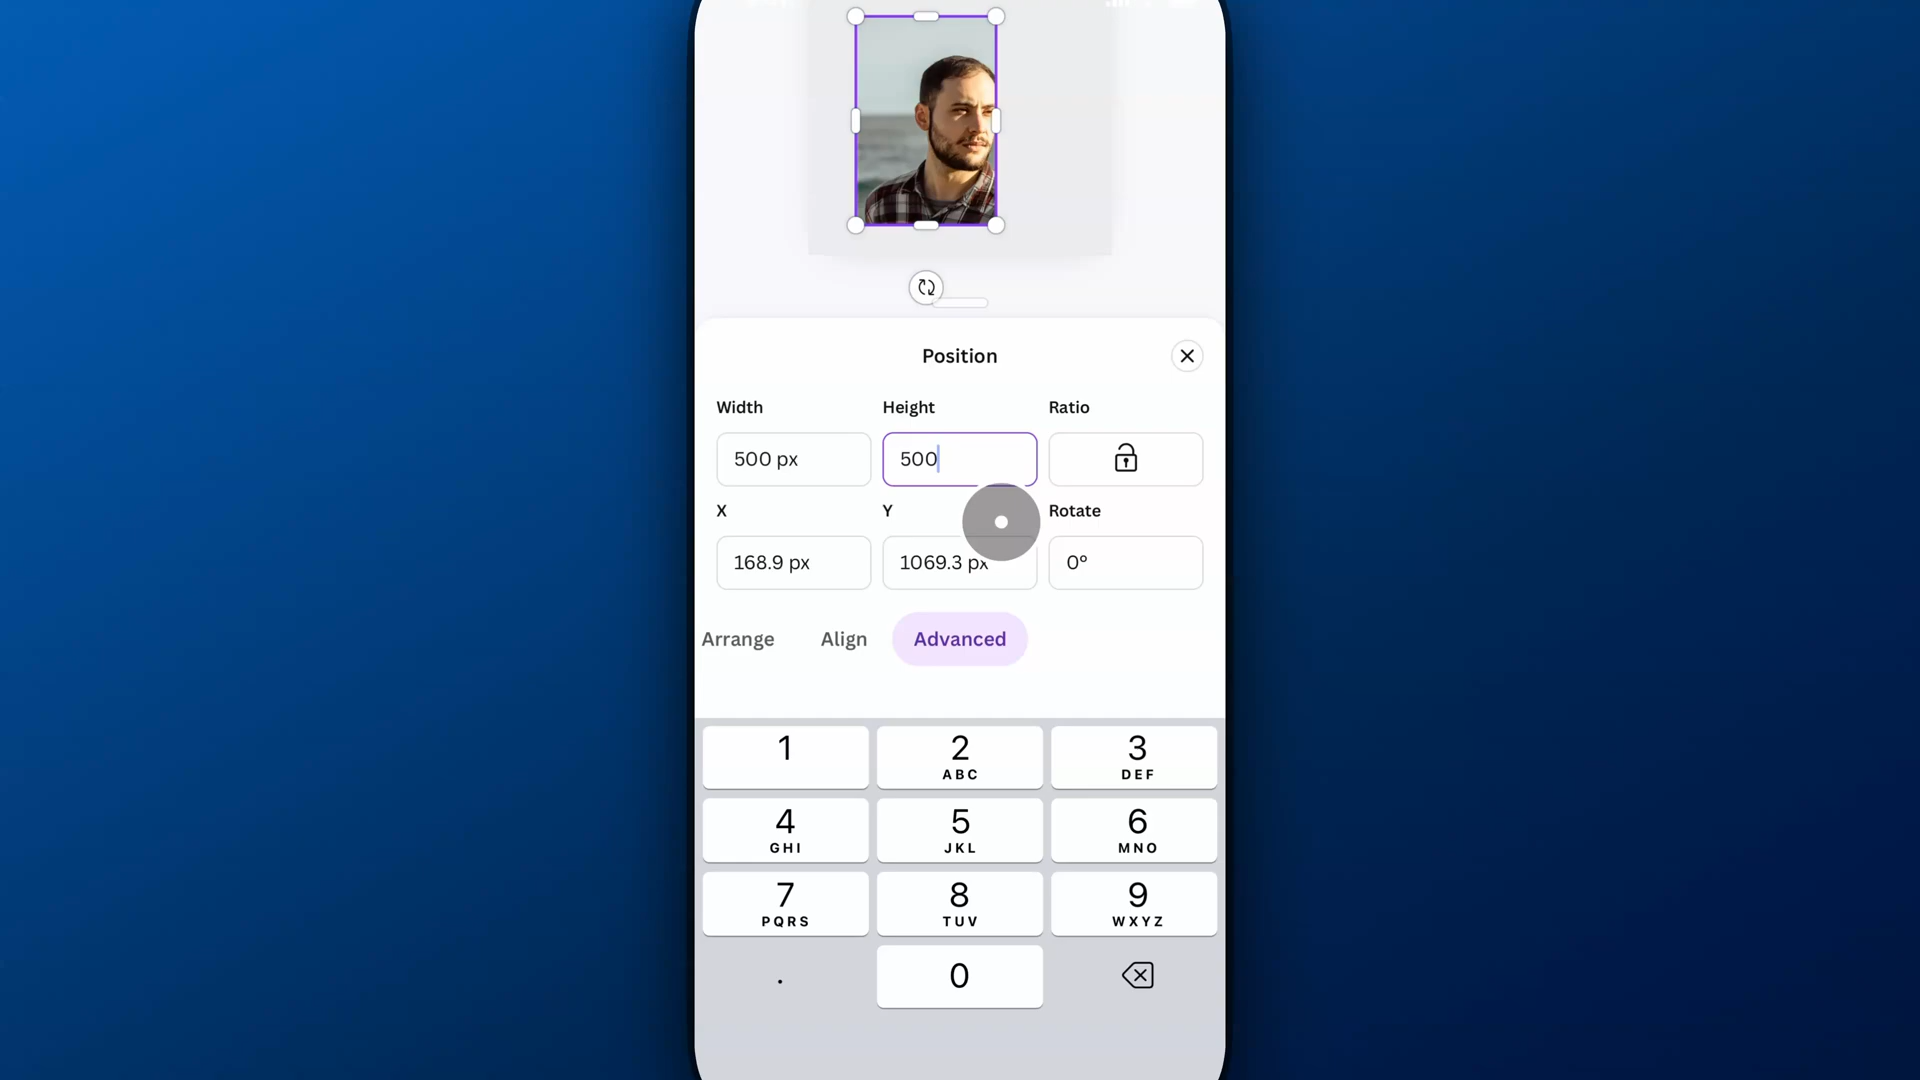 Position
Width
Height
Ratio
500 px
500
X
Y
Rotate
168.9 px
1069.3 px
0°
Arrange
Align
Advanced
1
2
ABC
3
DEF
4
GHI
5
JKL
6
MNO
7
PQRS
8
TUV
9
WXYZ
.
0